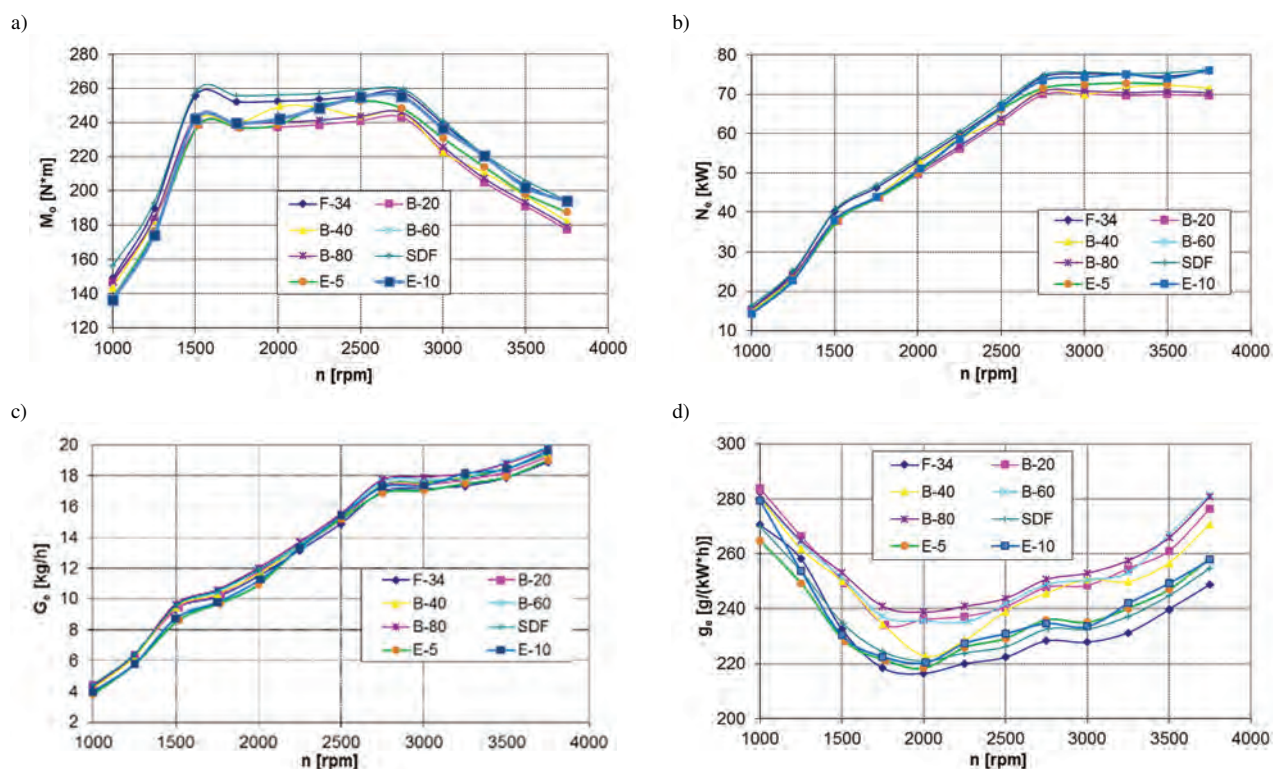 a)
280
260
240
220
200
180
160
140
120
Mo [N*m]
F-34 B-20
B-40 B-60
B-80 SDF
E-5 E-10
1000 1500 2000 2500 3000 3500 4000
n [rpm]
b)
80
70
60
50
40
30
20
10
Ne [kW]
F-34 B-20
B-40 B-60
B-80 SDF
E-5 E-10
1000 1500 2000 2500 3000 3500 4000
n [rpm]
c)
20
18
16
14
12
10
8
6
4
2
Ge [kg/h]
F-34 B-20
B-40 B-60
B-80 SDF
E-5 E-10
1000 1500 2000 2500 3000 3500 4000
n [rpm]
d)
300
280
260
240
220
200
ge [g/(kW*h)]
F-34 B-20
B-40 B-60
B-80 SDF
E-5 E-10
1000 1500 2000 2500 3000 3500 4000
n [rpm]